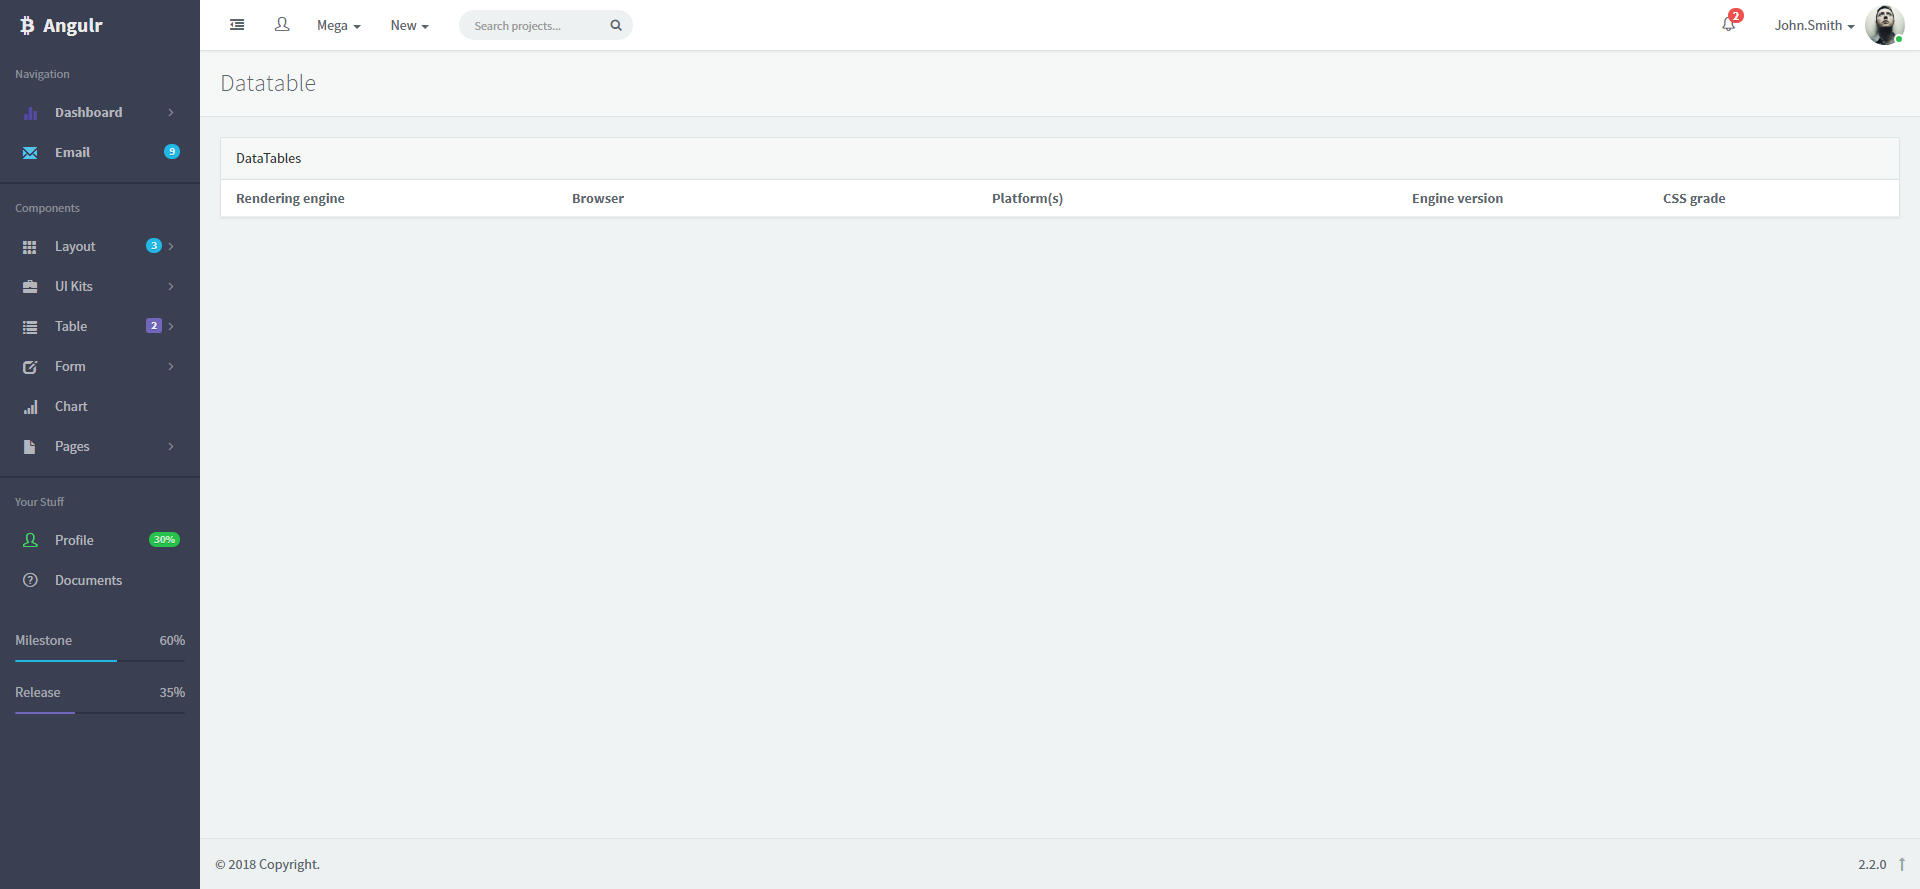 Angulr
Mega
New
Search projects...
2
John.Smith
Navigation
Dashboard
Email 9
Components
Layout 3
UI Kits
Table 2
Form
Chart
Pages
Your Stuff
Profile 30%
Documents
Milestone 60%
Release 35%
Datatable
DataTables
Rendering engine Browser Platform(s) Engine version CSS grade
© 2018 Copyright.
2.2.0